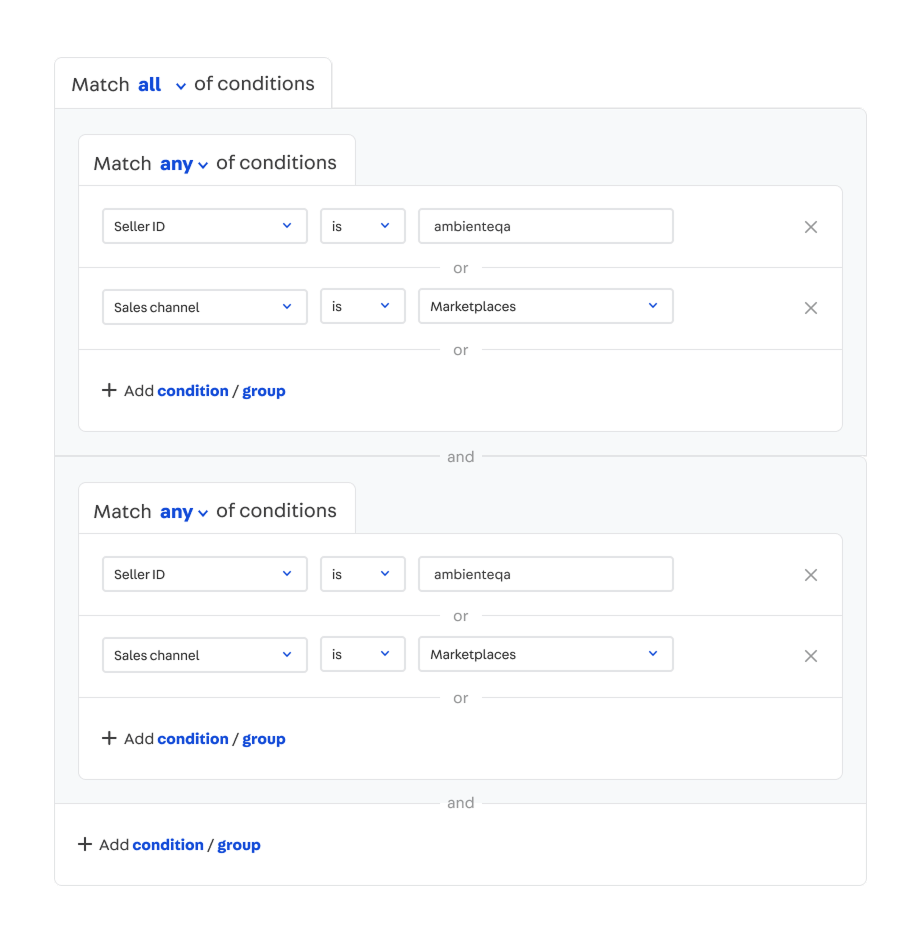 Match all of conditions
Match any of conditions
Seller ID is ambienteqa
or
Sales channel is Marketplaces
or
+ Add condition / group
and
Match any of conditions
Seller ID is ambienteqa
or
Sales channel is Marketplaces
or
+ Add condition / group
and
+ Add condition / group